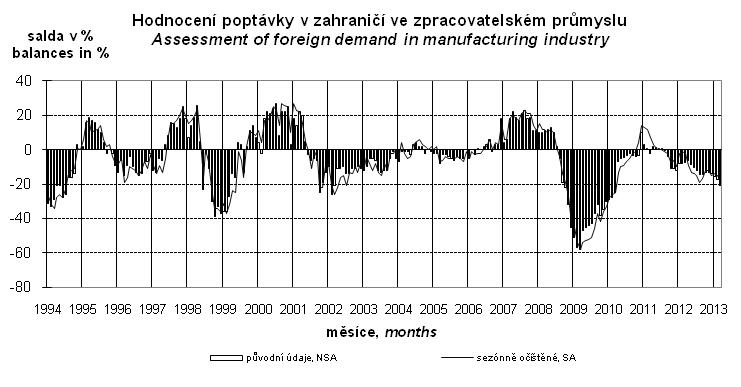 Hodnocení poptávky v zahraničí ve zpracovatelském průmyslu
Assessment of foreign demand in manufacturing industry
salda v %
balances in %
40
20
0
-20
-40
-60
-80
1994 1995 1996 1997 1998 1999 2000 2001 2002 2003 2004 2005 2006 2007 2008 2009 2010 2011 2012 2013
měsíce, months
původní údaje, NSA
sezónně očištěné, SA